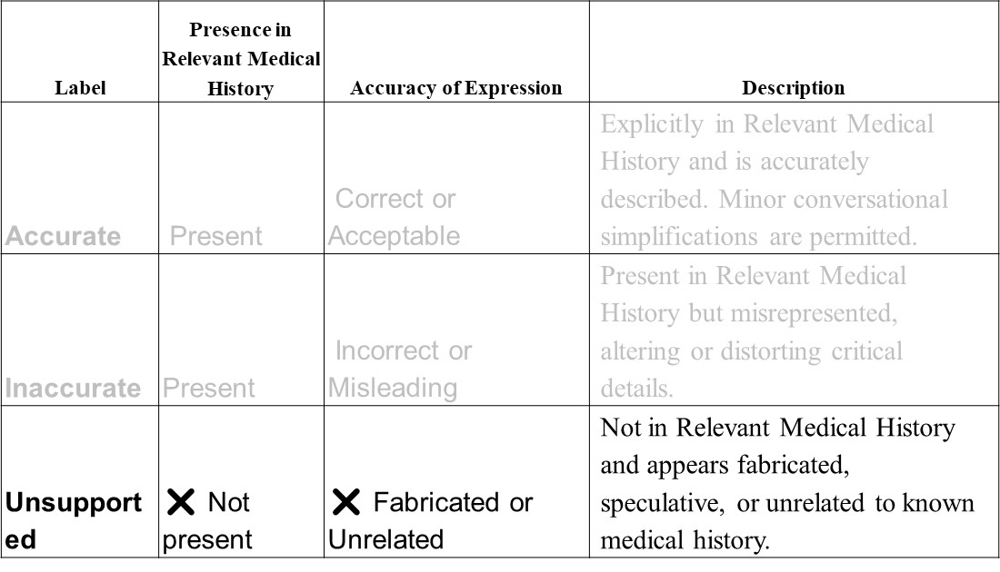 Label
Presence in
Relevant Medical
History
Accuracy of Expression
Description
Accurate
Present
Correct or
Acceptable
Explicitly in Relevant Medical
History and is accurately
described. Minor conversational
simplifications are permitted.
Inaccurate
Present
Incorrect or
Misleading
Present in Relevant Medical
History but misrepresented,
altering or distorting critical
details.
Unsupport
ed
❌ Not
present
❌ Fabricated or
Unrelated
Not in Relevant Medical History
and appears fabricated,
speculative, or unrelated to known
medical history.